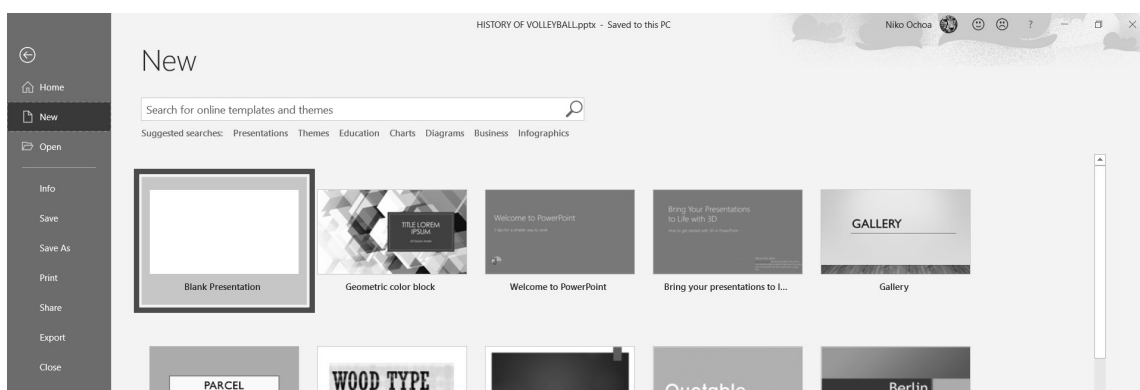 HISTORY OF VOLLEYBALL.pptx - Saved to this PC
Niko Ochoa
?
New
Home
New
Open
Info
Save
Save As
Print
Share
Export
Close
Search for online templates and themes
Suggested searches: Presentations Themes Education Charts Diagrams Business Infographics
TITLE LOREM
IPSUM
Welcome to PowerPoint
Bring Your Presentations
to Life with 3D
GALLERY
Blank Presentation
Geometric color block
Welcome to PowerPoint
Bring your presentations to l...
Gallery
PARCEL
WOOD TYPE
Quotable
Berlin